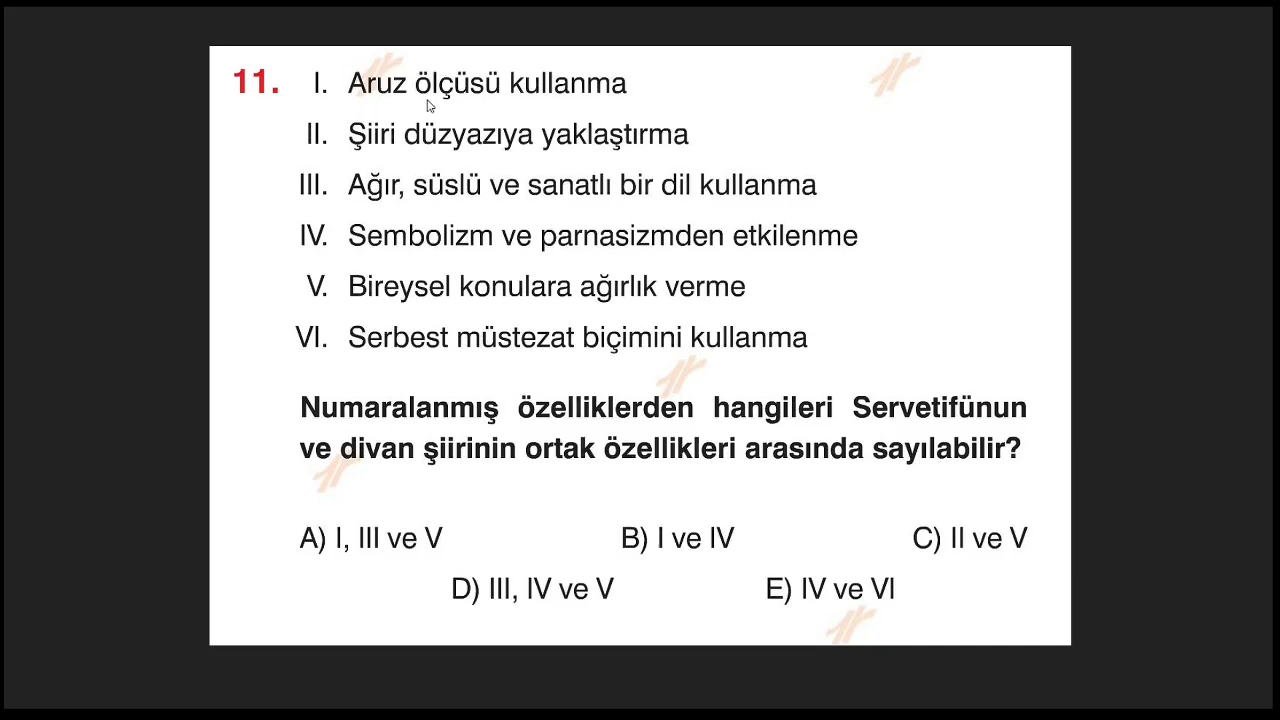 11. I. Aruz ölçüsü kullanma
II. Şiiri düzyazıya yaklaştırma
III. Ağır, süslü ve sanatlı bir dil kullanma
IV. Sembolizm ve parnasizmden etkilenme
V. Bireysel konulara ağırlık verme
VI. Serbest müstezat biçimini kullanma
Numaralanmış özelliklerden hangileri Servetifünun
ve divan şiirinin ortak özellikleri arasında sayılabilir?
A) I, III ve V B) I ve IV C) II ve V
D) III, IV ve V E) IV ve VI